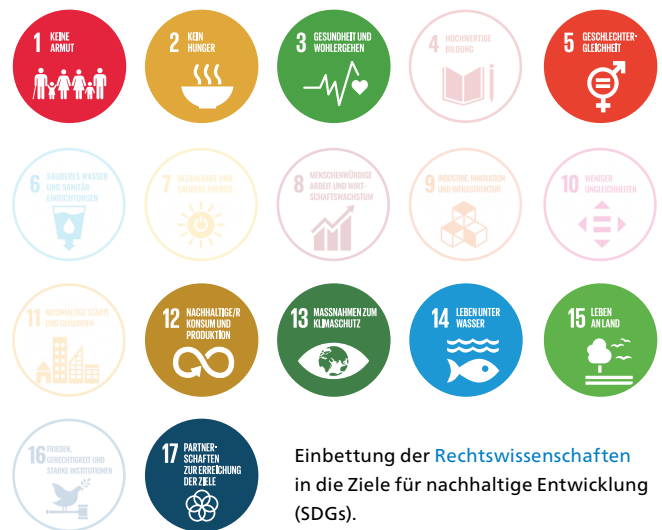 1 KEINE
ARMUT
2 KEIN
HUNGER
3 GESUNDHEIT UND
WOHLERGEHEN
4 HOCHWERTIGE
BILDUNG
5 GESCHLECHTER-
GLEICHHEIT
6 SAUBERES WASSER
UND SANITÄR-
EINRICHTUNGEN
7 BEZAHLBARE UND
SAUBERE ENERGIE
8 MENSCHENWÜRDIGE
ARBEIT UND WIRT-
SCHAFTSWACHSTUM
9 INDUSTRIE, INNOVATION
UND INFRASTRUKTUR
10 WENIGER
UNGLEICHHEITEN
11 NACHHALTIGE STÄDTE
UND GEMEINDEN
12 NACHHALTIGE/R
KONSUM UND
PRODUKTION
13 MASSNAHMEN ZUM
KLIMASCHUTZ
14 LEBEN UNTER
WASSER
15 LEBEN
AN LAND
16 FRIEDEN,
GERECHTIGKEIT UND
STARKE INSTITUTIONEN
17 PARTNER-
SCHAFTEN
ZUR ERREICHUNG
DER ZIELE
Einbettung der Rechtswissenschaften
in die Ziele für nachhaltige Entwicklung
(SDGs).